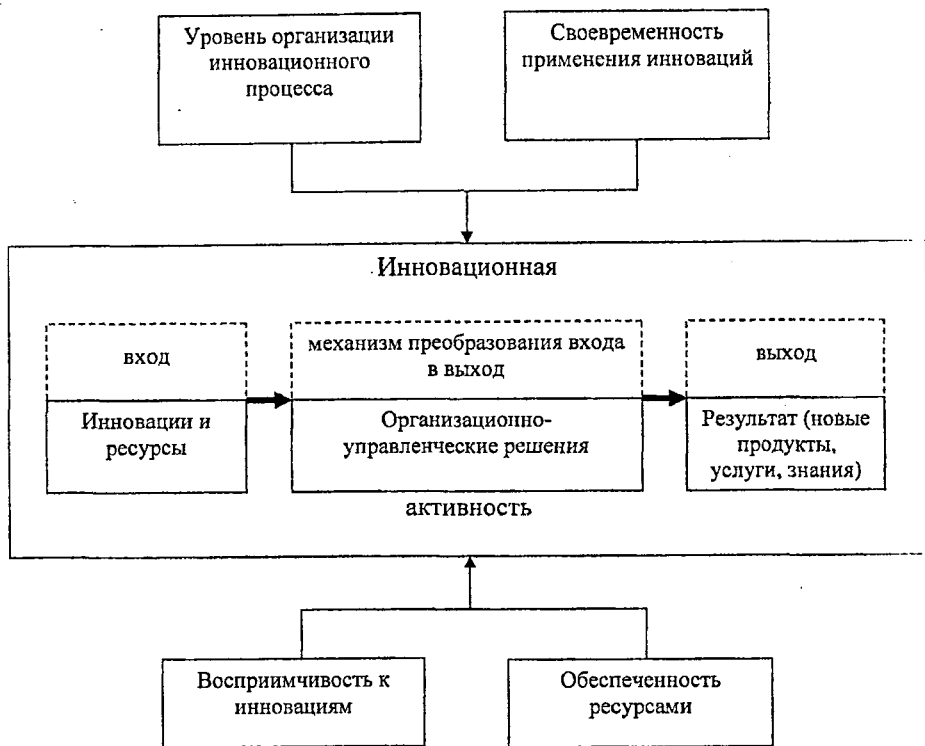 Уровень организации
инновационного
процесса
Своевременность
применения инноваций
Инновационная
вход
механизм преобразования входа
в выход
выход
Инновации и
ресурсы
Организационно-
управленческие решения
Результат (новые
продукты,
услуги, знания)
активность
Восприимчивость к
инновациям
Обеспеченность
ресурсами